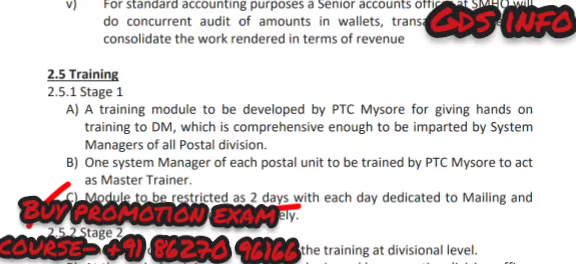 v) For standard accounting purposes a Senior accounts officer at SMHO will
do concurrent audit of amounts in wallets,
consolidate the work rendered in terms of revenue
GDS INFO
2.5 Training
2.5.1 Stage 1
A) A training module to be developed by PTC Mysore for giving hands on
training to DM, which is comprehensive enough to be imparted by System
Managers of all Postal division.
B) One system Manager of each postal unit to be trained by PTC Mysore to act
as Master Trainer.
C) Module to be restricted as 2 days with each day dedicated to Mailing and
BUY PROMOTION EXAM
2.5.2 Stage 2
COURSE- +91 86270 96166
the training at divisional level.